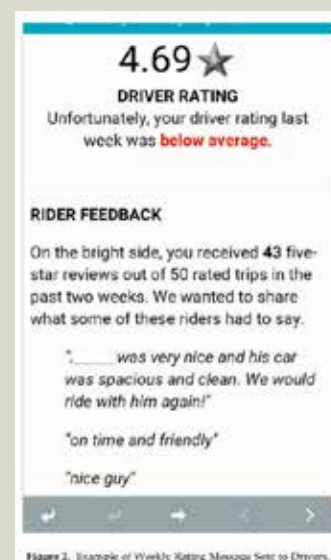 4.69
DRIVER RATING
Unfortunately, your driver rating last
week was below average.
RIDER FEEDBACK
On the bright side, you received 43 five-
star reviews out of 50 rated trips in the
past two weeks. We wanted to share
what some of these riders had to say.
",_____ was very nice and his car
was spacious and clean. We would
ride with him again!"
"on time and friendly"
"nice guy"
Figure 2. Example of Weekly Rating Message Sent to Drivers